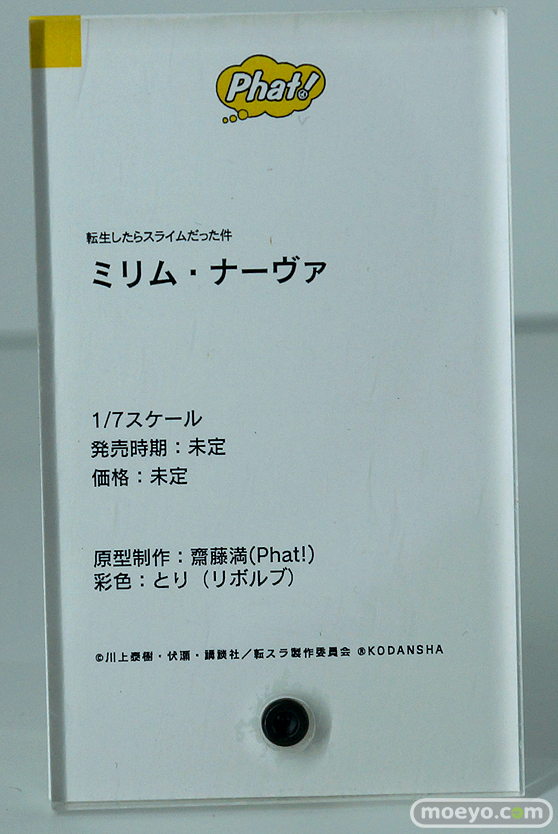 Phat!
転生したらスライムだった件
ミリム・ナーヴァ
1/7スケール
発売時期：未定
価格：未定
原型制作：齋藤満(Phat!)
彩色：とり（リボルブ）
©川上泰樹・伏瀬・講談社／転スラ製作委員会 ®KODANSHA
moeyo.com